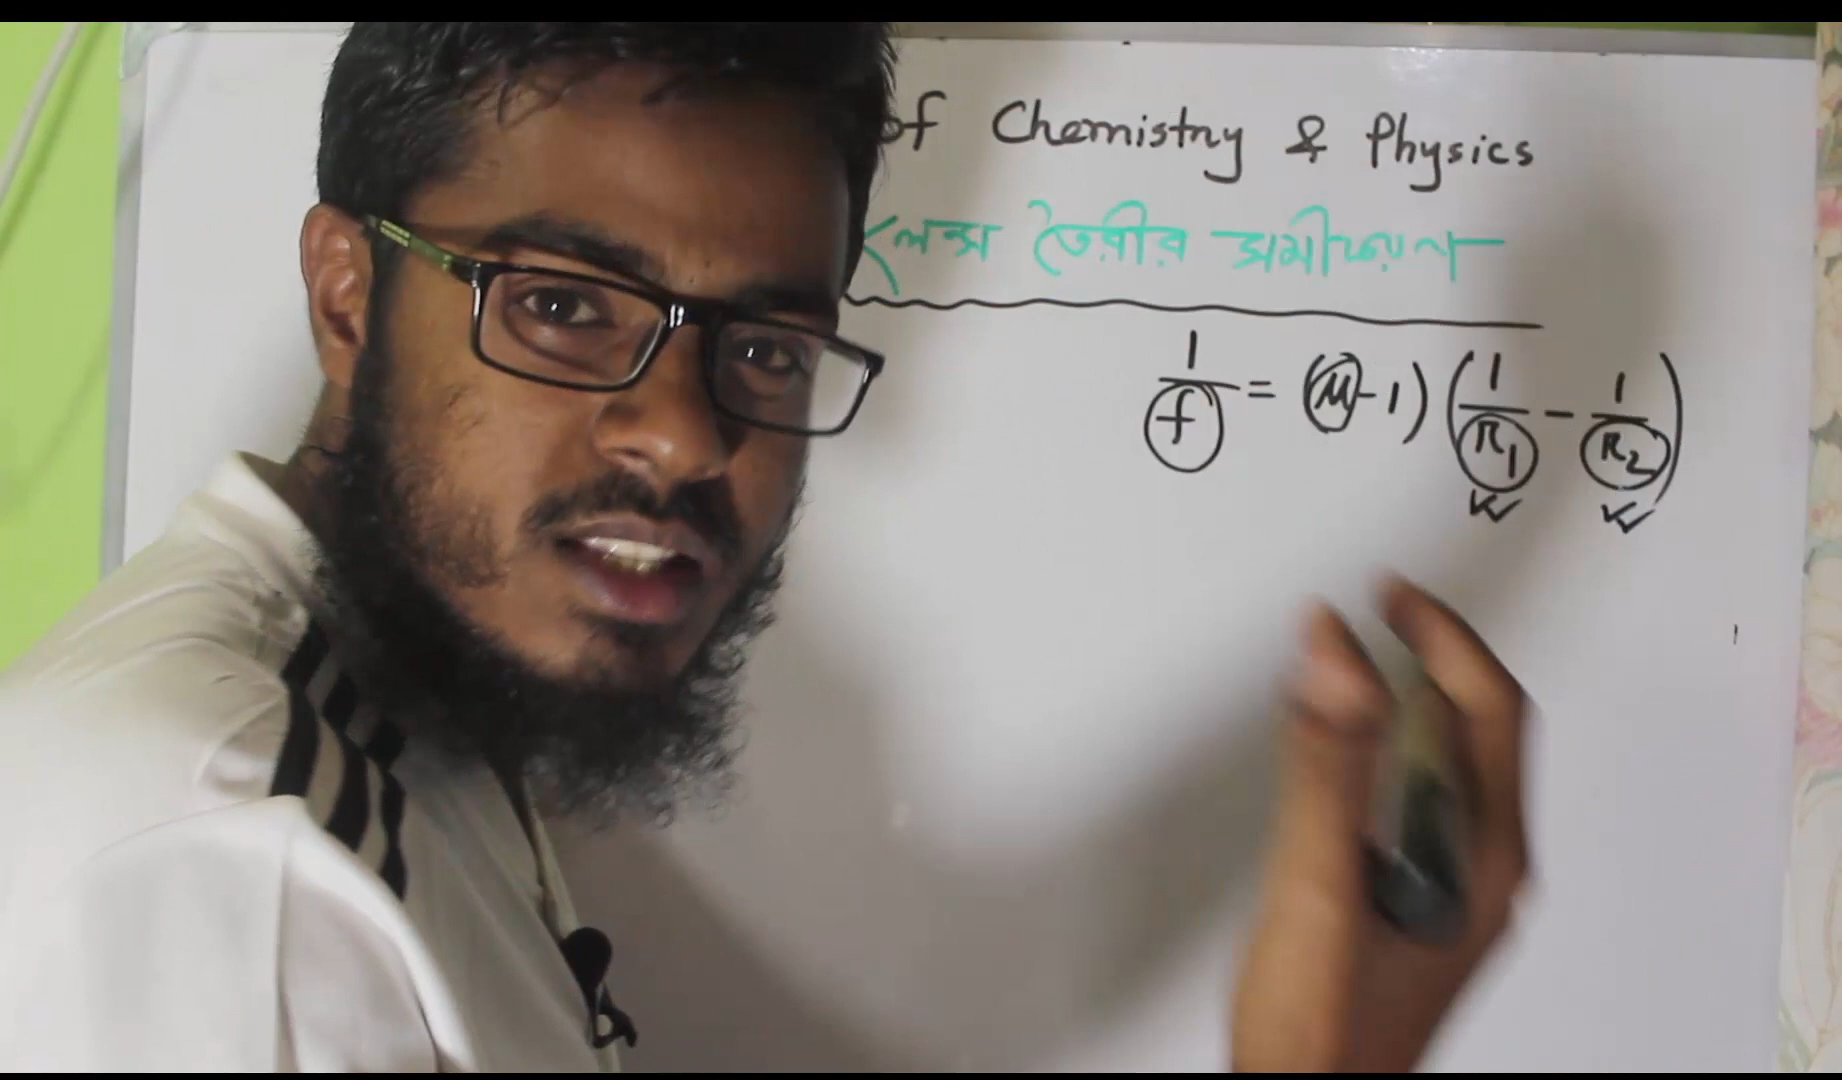 of Chemistry & Physics
লেন্স তৈরীর সমীকরণ
1/f = (μ-1) (1/R₁ - 1/R₂)